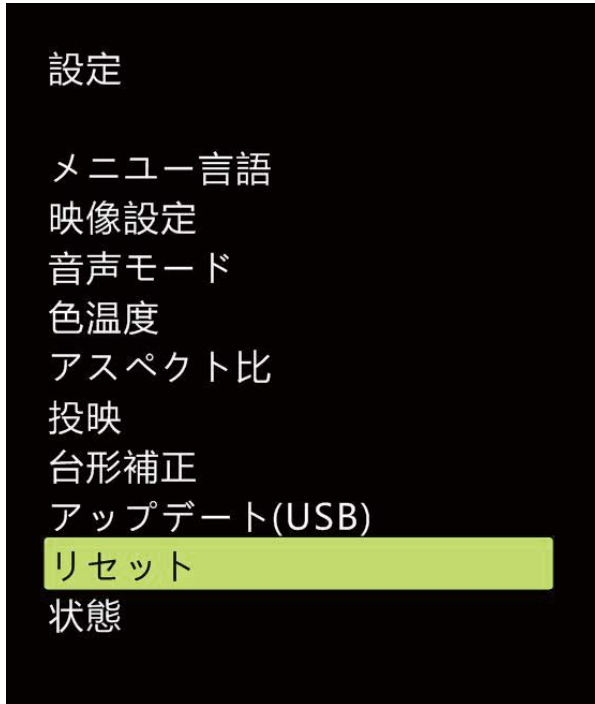 設定
メニュー言語
映像設定
音声モード
色温度
アスペクト比
投映
台形補正
アップデート(USB)
リセット
状態